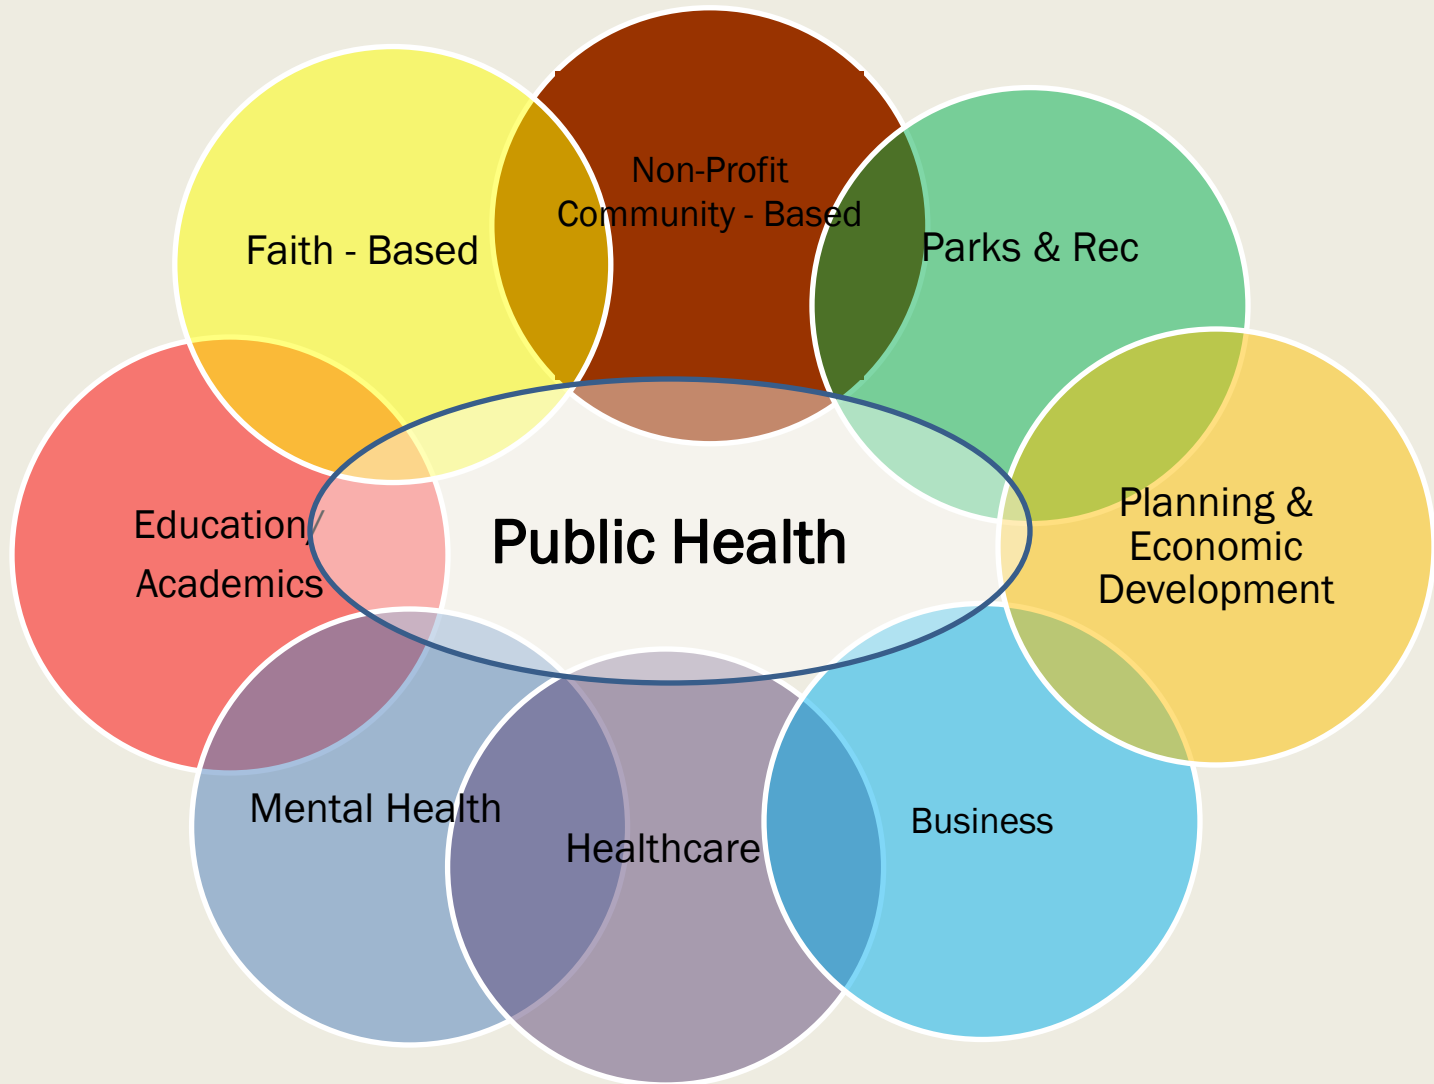 Non-Profit
Community - Based
Faith - Based
Parks & Rec
Education/
Academics
Public Health
Planning &
Economic
Development
Mental Health
Healthcare
Business